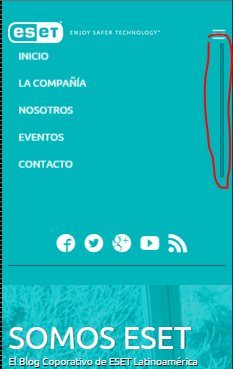 eset ENJOY SAFER TECHNOLOGY™
INICIO
LA COMPAÑÍA
NOSOTROS
EVENTOS
CONTACTO
SOMOS ESET
El Blog Coporativo de ESET Latinoamérica